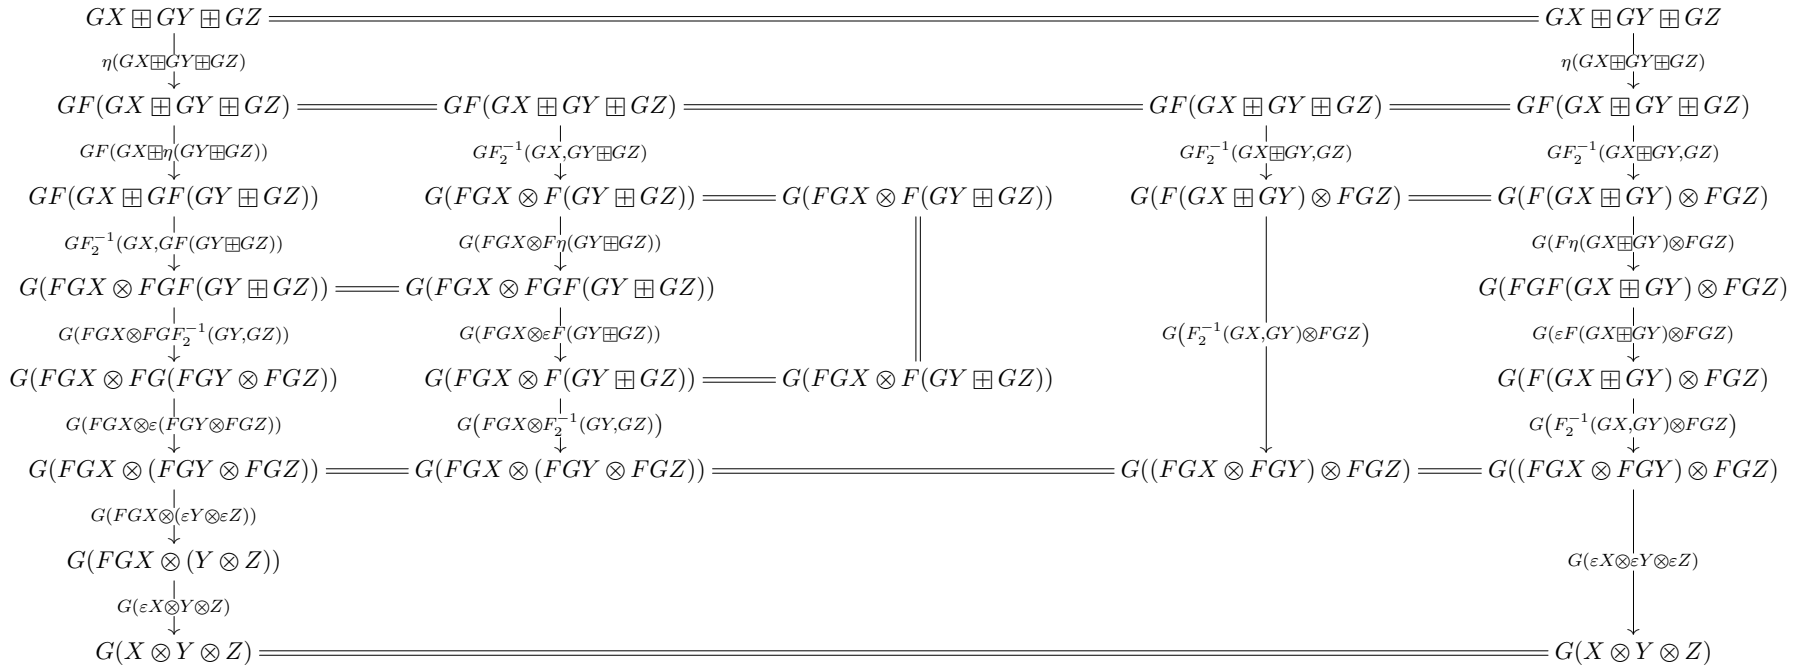 GX ⊞ GY ⊞ GZ GX ⊞ GY ⊞ GZ
η(GX⊞GY⊞GZ) η(GX⊞GY⊞GZ)
GF(GX ⊞ GY ⊞ GZ) GF(GX ⊞ GY ⊞ GZ) GF(GX ⊞ GY ⊞ GZ) GF(GX ⊞ GY ⊞ GZ)
GF(GX⊞η(GY⊞GZ)) GF₂⁻¹(GX,GY⊞GZ) GF₂⁻¹(GX⊞GY,GZ) GF₂⁻¹(GX⊞GY,GZ)
GF(GX ⊞ GF(GY ⊞ GZ)) G(FGX ⊗ F(GY ⊞ GZ)) G(FGX ⊗ F(GY ⊞ GZ)) G(F(GX ⊞ GY) ⊗ FGZ) G(F(GX ⊞ GY) ⊗ FGZ)
GF₂⁻¹(GX,GF(GY⊞GZ)) G(FGX⊗Fη(GY⊞GZ)) G(Fη(GX⊞GY)⊗FGZ)
G(FGX ⊗ FGF(GY ⊞ GZ)) G(FGX ⊗ FGF(GY ⊞ GZ)) G(FGF(GX ⊞ GY) ⊗ FGZ)
G(FGX⊗FGF₂⁻¹(GY,GZ)) G(FGX⊗εF(GY⊞GZ)) G(F₂⁻¹(GX,GY)⊗FGZ) G(εF(GX⊞GY)⊗FGZ)
G(FGX ⊗ FG(FGY ⊗ FGZ)) G(FGX ⊗ F(GY ⊞ GZ)) G(FGX ⊗ F(GY ⊞ GZ)) G(F(GX ⊞ GY) ⊗ FGZ)
G(FGX⊗ε(FGY⊗FGZ)) G(FGX⊗F₂⁻¹(GY,GZ)) G(F₂⁻¹(GX,GY)⊗FGZ)
G(FGX ⊗ (FGY ⊗ FGZ)) G(FGX ⊗ (FGY ⊗ FGZ)) G((FGX ⊗ FGY) ⊗ FGZ) G((FGX ⊗ FGY) ⊗ FGZ)
G(FGX⊗(εY⊗εZ))
G(FGX ⊗ (Y ⊗ Z)) G(εX⊗εY⊗εZ)
G(εX⊗Y⊗Z)
G(X ⊗ Y ⊗ Z) G(X ⊗ Y ⊗ Z)